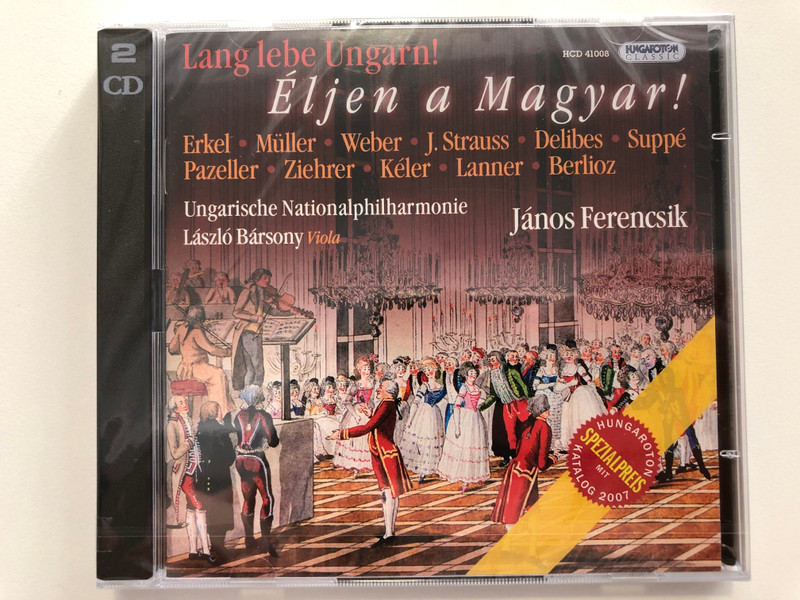 2
CD
Lang lebe Ungarn!
HCD 41008
HUNGAROTON
CLASSIC
Éljen a Magyar!
Erkel • Müller • Weber • J. Strauss • Delibes • Suppé
Pazeller • Ziehrer • Kéler • Lanner • Berlioz
Ungarische Nationalphilharmonie
János Ferencsik
László Bársony Viola
HUNGAROTON
SPEZIALPREIS
MIT
KATALOG 2007